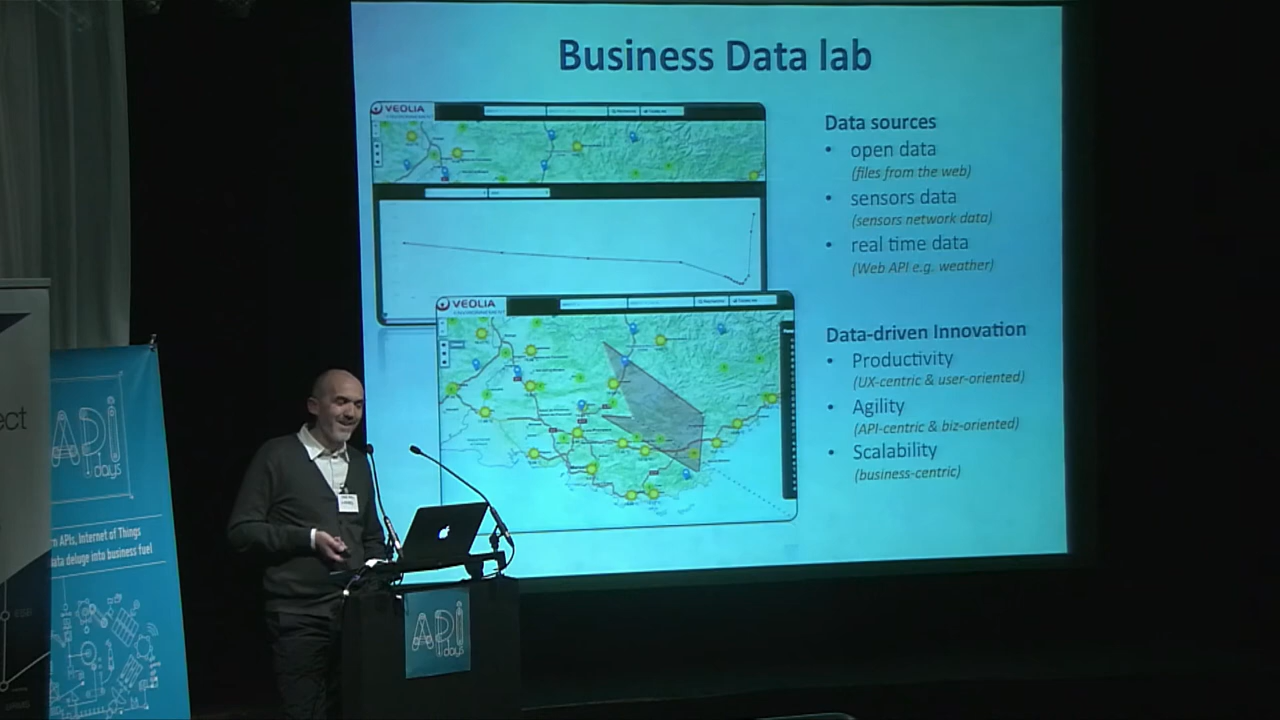 Business Data lab
VEOLIA
Data sources
• open data
(files from the web)
• sensors data
(sensors network data)
• real time data
(Web API e.g. weather)
VEOLIA
Data-driven Innovation
• Productivity
(UX-centric & user-oriented)
• Agility
(API-centric & biz-oriented)
• Scalability
(business-centric)
ect
API
days
n APIs, Internet of Things
ata deluge into business fuel
API
days